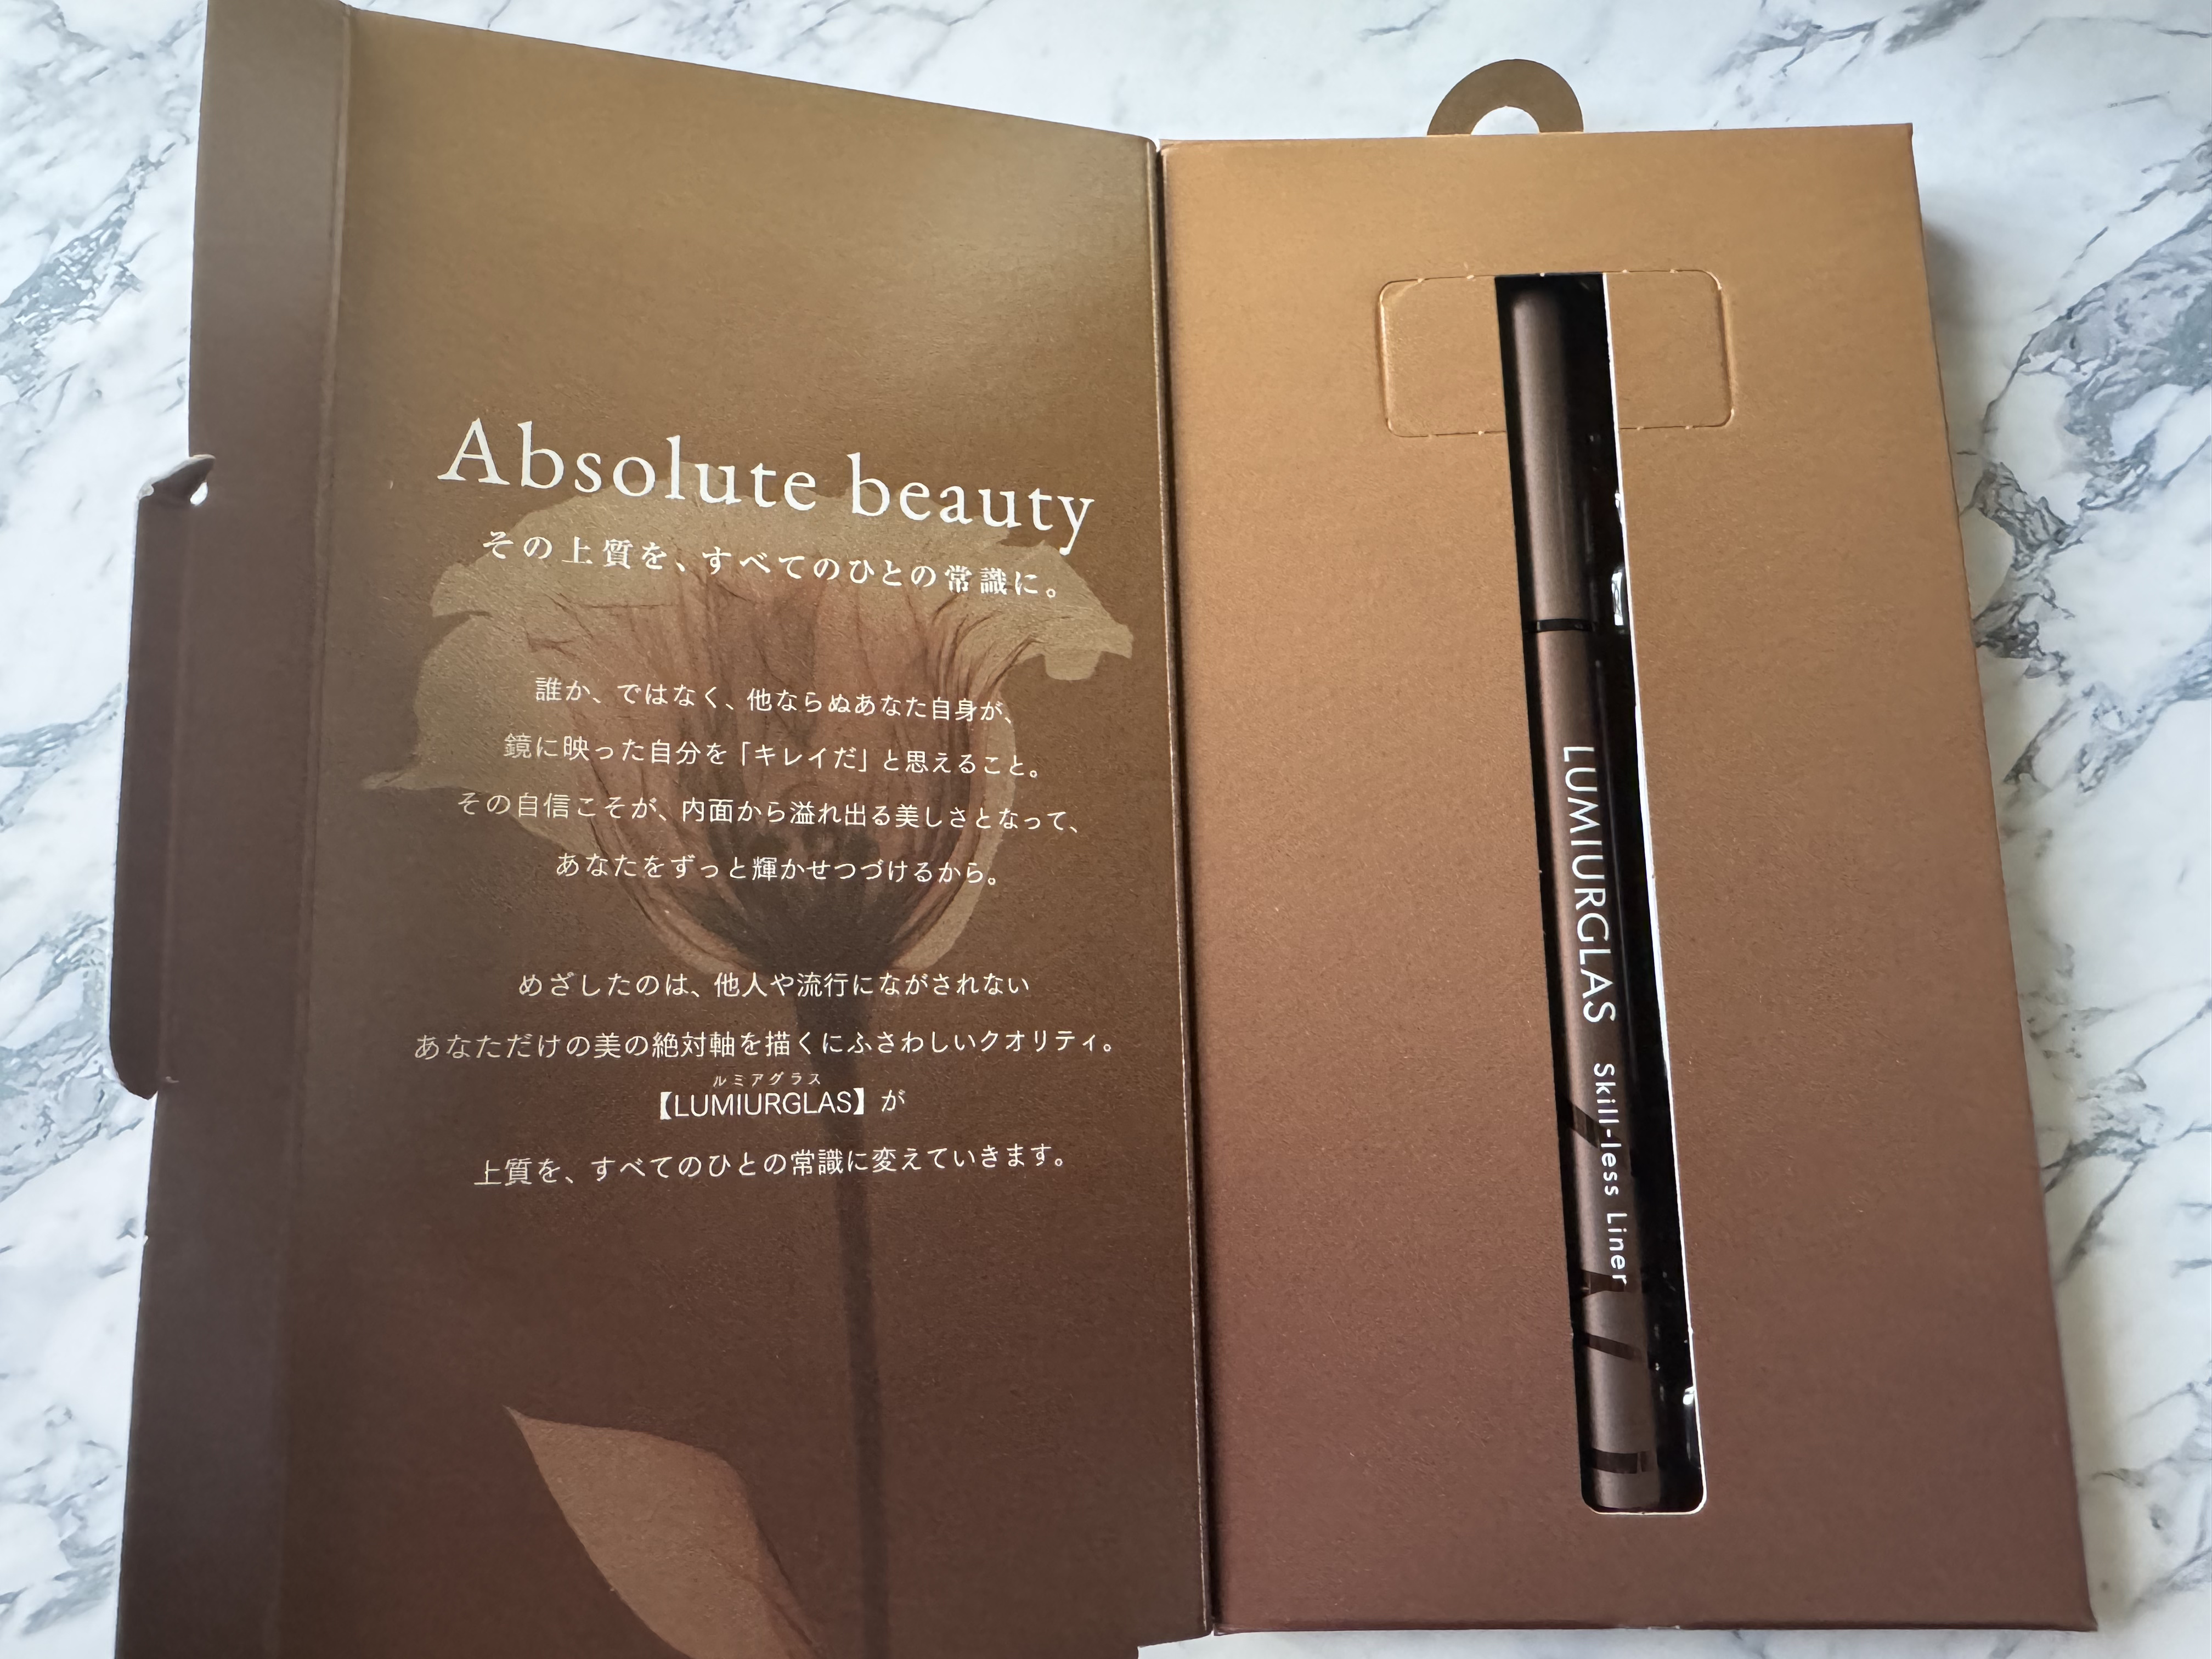 Absolute beauty
その上質を、すべてのひとの常識に。
誰か、ではなく、他ならぬあなた自身が、
鏡に映った自分を「キレイだ」と思えること。
その自信こそが、内面から溢れ出る美しさとなって、
あなたをずっと輝かせつづけるから。
めざしたのは、他人や流行にながされない
あなただけの美の絶対軸を描くにふさわしいクオリティ。
ルミアグラス
【LUMIURGLAS】が
上質を、すべてのひとの常識に変えていきます。
LUMIURGLAS Skill-less Liner